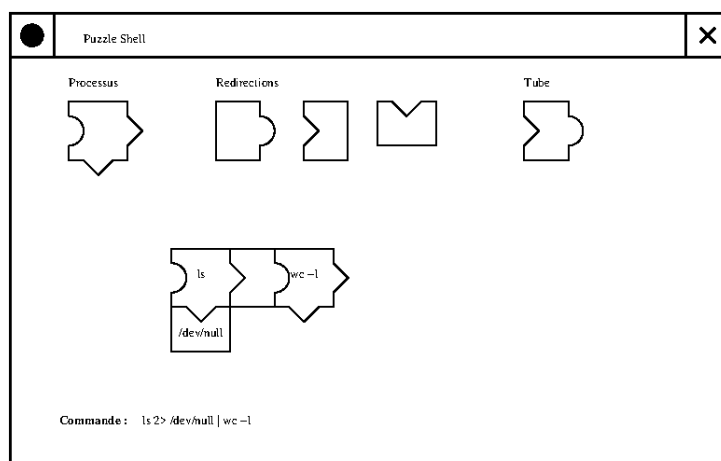 Puzzle Shell
Processus Redirections Tube
ls wc −l
/dev/null
Commande : ls 2> /dev/null | wc −l